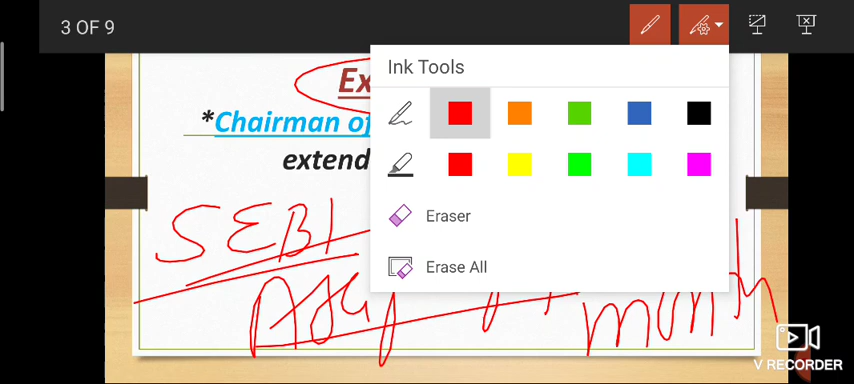 3 OF 9
Ink Tools
Ex
*Chairman of
extend
Eraser
SEBI
Erase All
month
V RECORDER